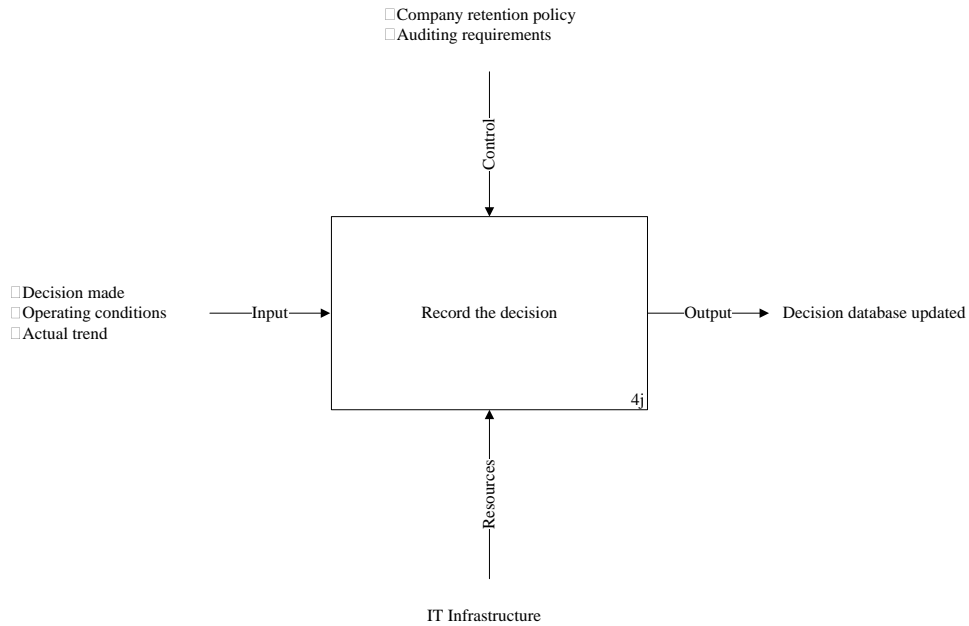 Company retention policy
Auditing requirements
Control
Decision made
Operating conditions
Actual trend
Input
Record the decision
Output
Decision database updated
4j
Resources
IT Infrastructure